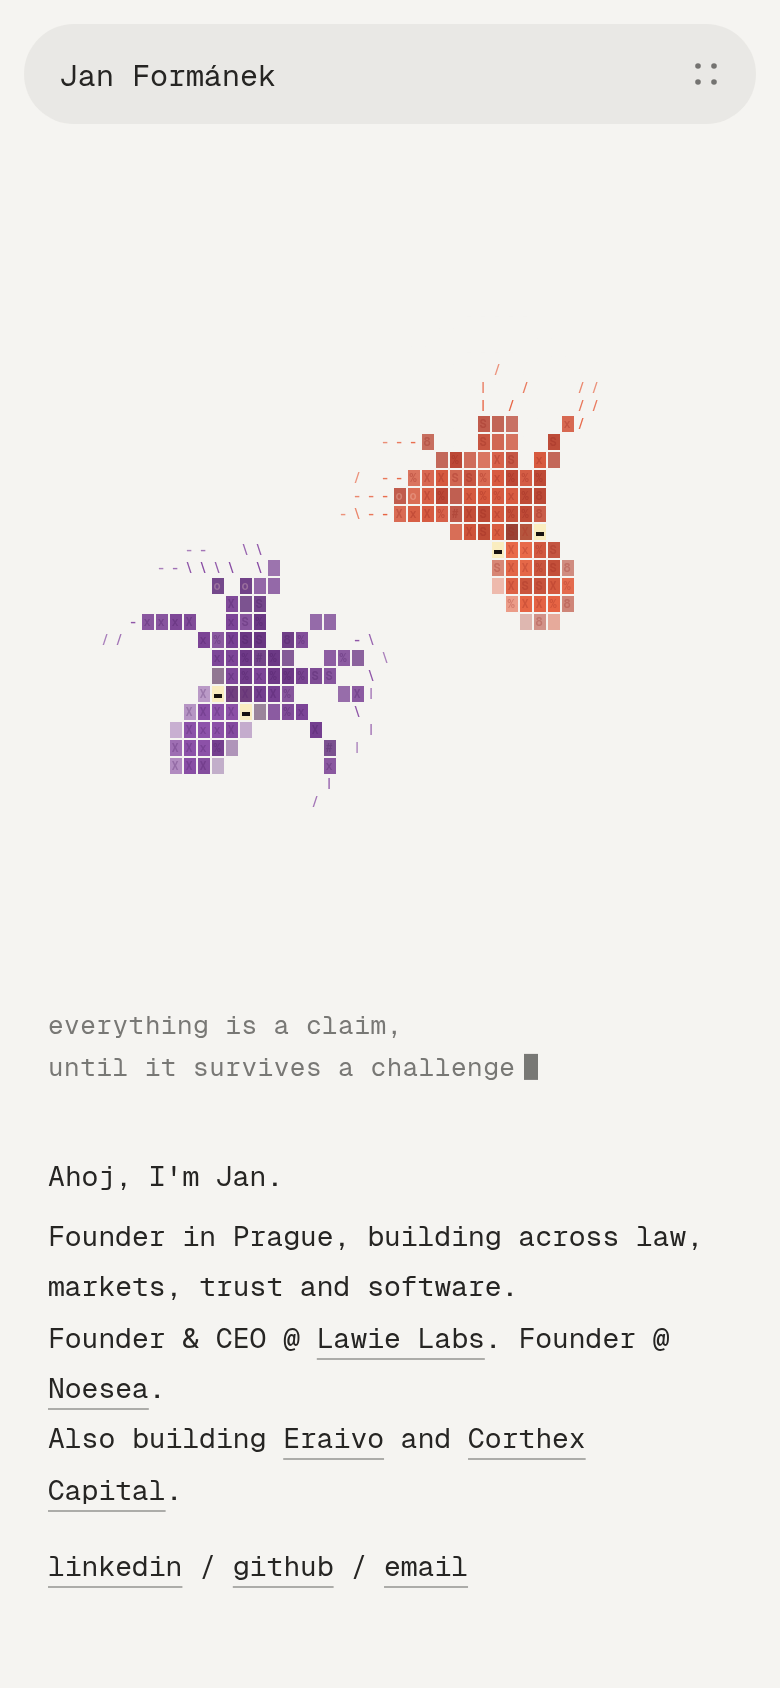 Jan Formánek
everything is a claim,
until it survives a challenge
Ahoj, I'm Jan.
Founder in Prague, building across law,
markets, trust and software.
Founder & CEO @ Lawie Labs. Founder @
Noesea.
Also building Eraivo and Corthex
Capital.
linkedin / github / email